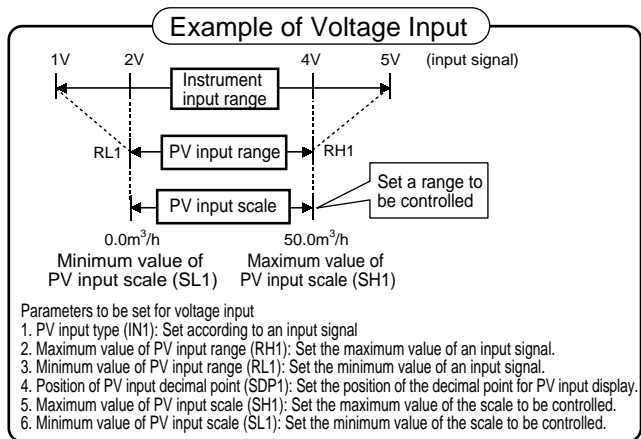 Example of Voltage Input
1V 2V 4V 5V (input signal)
Instrument
input range
RL1 PV input range RH1
PV input scale
Set a range to
be controlled
0.0m³/h 50.0m³/h
Minimum value of Maximum value of
PV input scale (SL1) PV input scale (SH1)
Parameters to be set for voltage input
1. PV input type (IN1): Set according to an input signal
2. Maximum value of PV input range (RH1): Set the maximum value of an input signal.
3. Minimum value of PV input range (RL1): Set the minimum value of an input signal.
4. Position of PV input decimal point (SDP1): Set the position of the decimal point for PV input display.
5. Maximum value of PV input scale (SH1): Set the maximum value of the scale to be controlled.
6. Minimum value of PV input scale (SL1): Set the minimum value of the scale to be controlled.